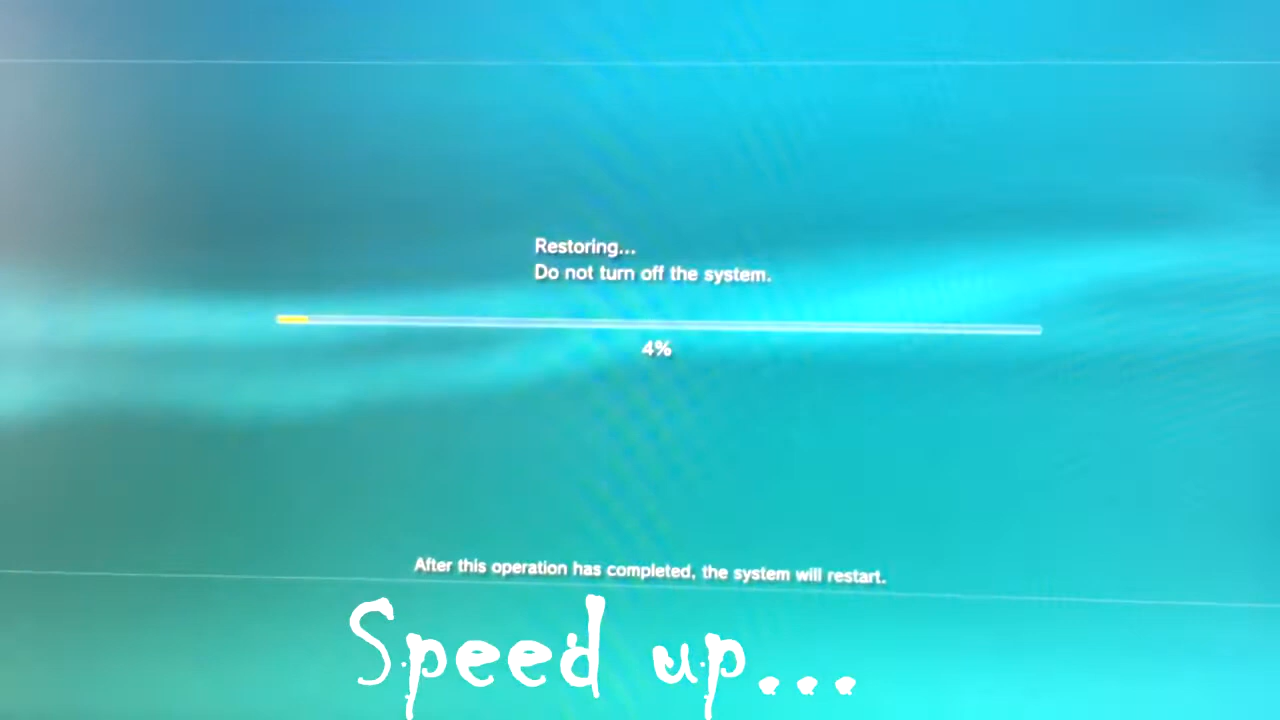 Restoring...
Do not turn off the system.
4%
After this operation has completed, the system will restart.
Speed up...